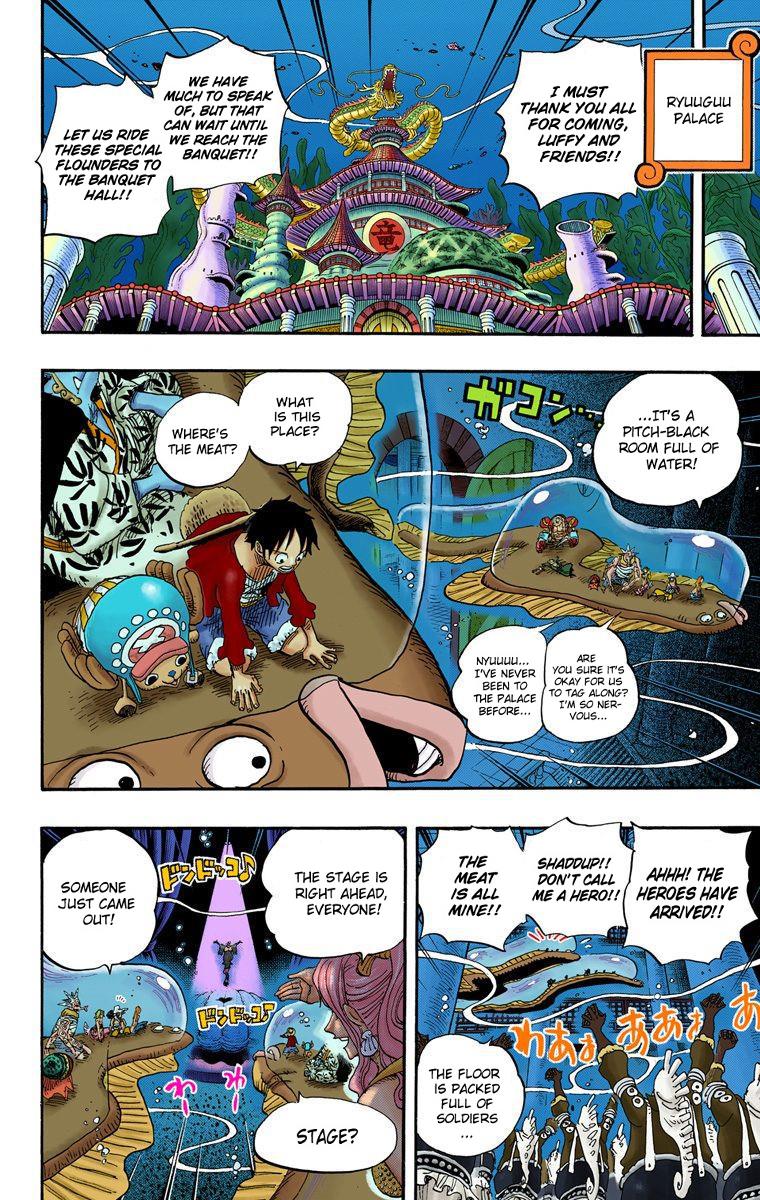 RYUUGUU
PALACE
I MUST
THANK YOU ALL
FOR COMING,
LUFFY AND
FRIENDS!!
竜
WE HAVE
MUCH TO SPEAK
OF, BUT THAT
CAN WAIT UNTIL
WE REACH THE
BANQUET!!
LET US RIDE
THESE SPECIAL
FLOUNDERS TO
THE BANQUET
HALL!!
...IT'S A
PITCH-BLACK
ROOM FULL OF
WATER!
ガコン...
WHAT
IS THIS
PLACE?
WHERE'S
THE MEAT?
ARE
YOU SURE IT'S
OKAY FOR US
TO TAG ALONG?
I'M SO NER-
VOUS...
NYUUUU...
I'VE NEVER
BEEN TO
THE PALACE
BEFORE...
AHHH! THE
HEROES HAVE
ARRIVED!!
SHADDUP!!
DON'T CALL
ME A HERO!!
THE
MEAT
IS ALL
MINE!!
わあぁ
あぁぁ
あぁ
THE FLOOR
IS PACKED
FULL OF
SOLDIERS
...
THE STAGE IS
RIGHT AHEAD,
EVERYONE!
ドンドッコ♪
SOMEONE
JUST CAME
OUT!
ドンドッコ♪
わ わ
STAGE?